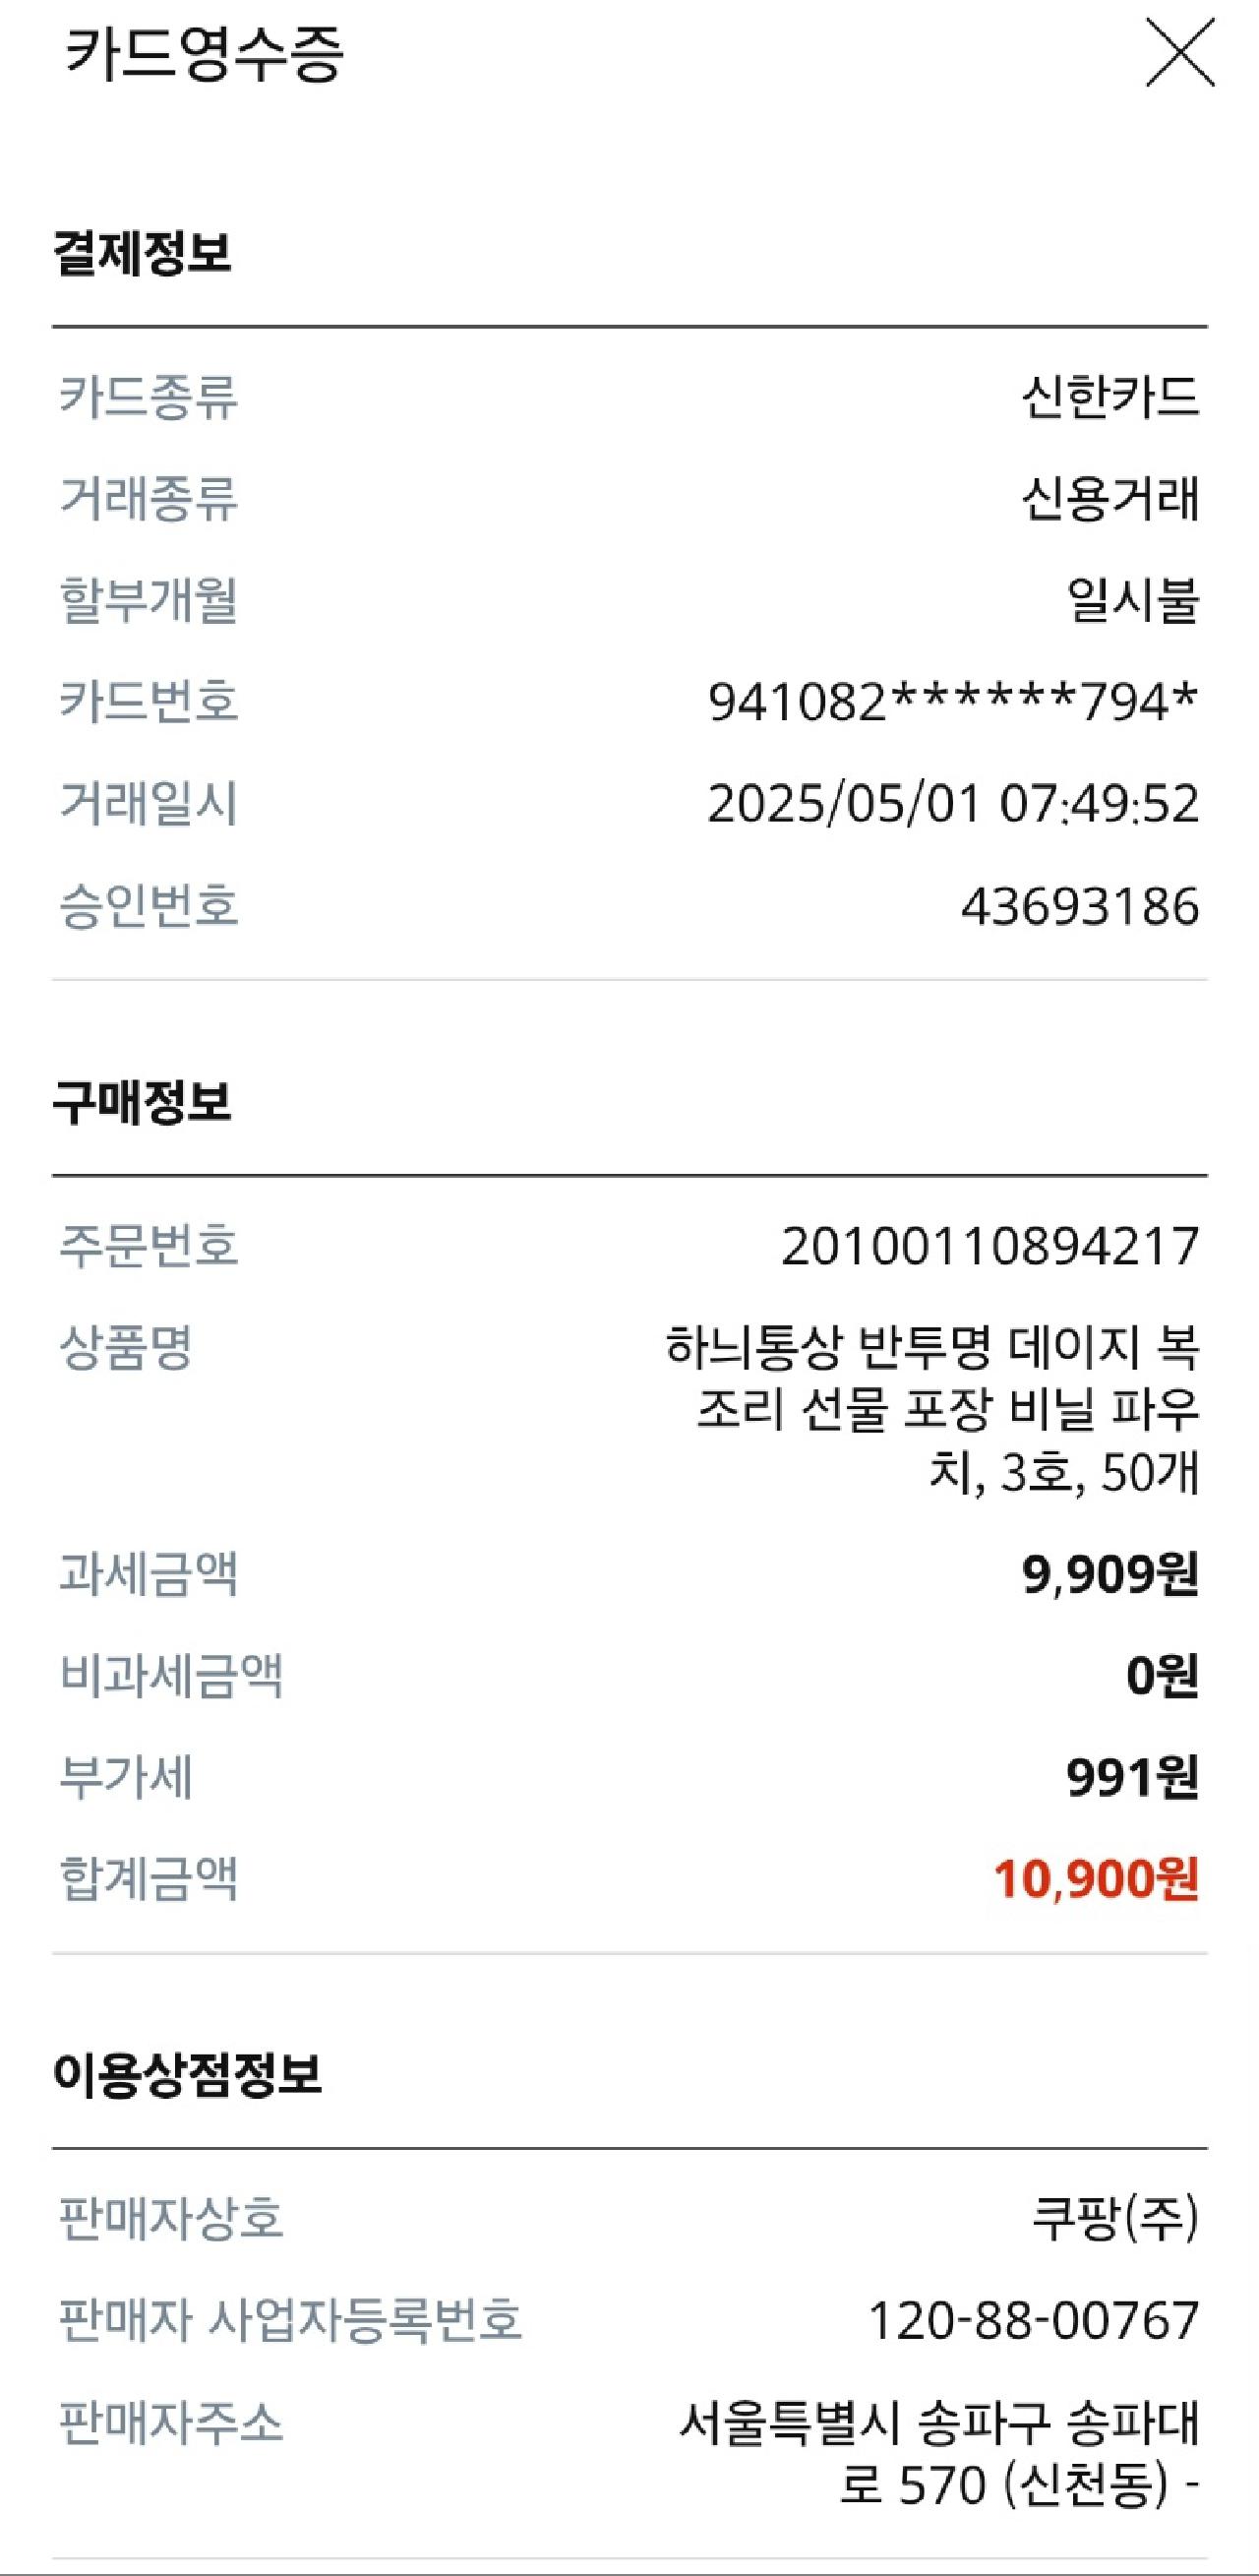 카드영수증
결제정보
카드종류 신한카드
거래종류 신용거래
할부개월 일시불
카드번호 941082******794*
거래일시 2025/05/01 07:49:52
승인번호 43693186
구매정보
주문번호 20100110894217
상품명 하늬통상 반투명 데이지 복
조리 선물 포장 비닐 파우
치, 3호, 50개
과세금액 9,909원
비과세금액 0원
부가세 991원
합계금액 10,900원
이용상점정보
판매자상호 쿠팡(주)
판매자 사업자등록번호 120-88-00767
판매자주소 서울특별시 송파구 송파대
로 570 (신천동) -